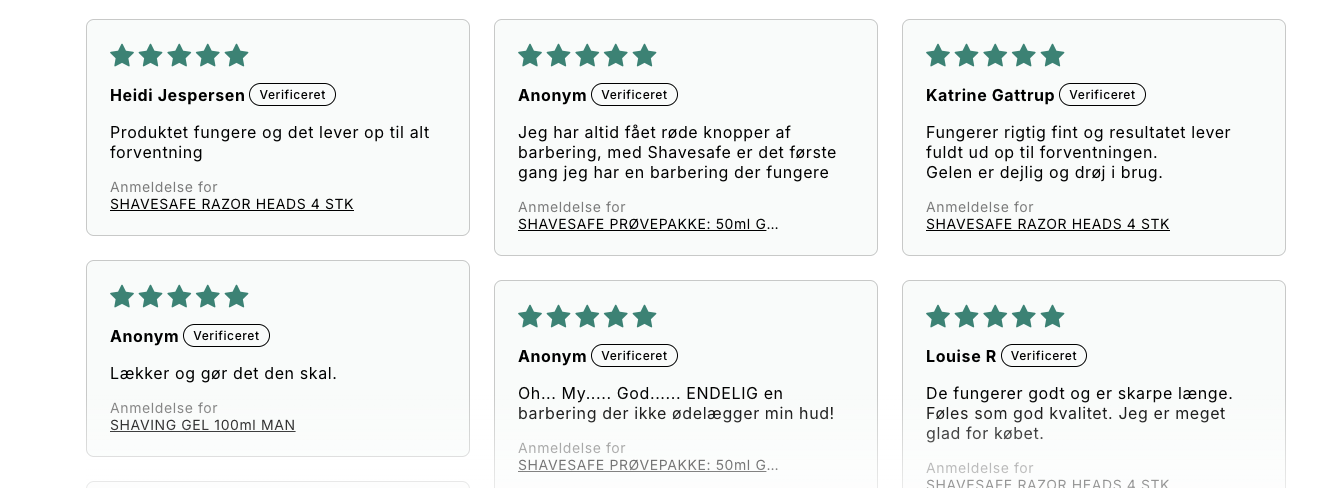 Heidi Jespersen Verificeret
Produktet fungere og det lever op til alt
forventning
Anmeldelse for
SHAVESAFE RAZOR HEADS 4 STK
Anonym Verificeret
Lækker og gør det den skal.
Anmeldelse for
SHAVING GEL 100ml MAN
Anonym Verificeret
Jeg har altid fået røde knopper af
barbering, med Shavesafe er det første
gang jeg har en barbering der fungere
Anmeldelse for
SHAVESAFE PRØVEPAKKE: 50ml G...
Anonym Verificeret
Oh... My..... God...... ENDELIG en
barbering der ikke ødelægger min hud!
Anmeldelse for
SHAVESAFE PRØVEPAKKE: 50ml G...
Katrine Gattrup Verificeret
Fungerer rigtig fint og resultatet lever
fuldt ud op til forventningen.
Gelen er dejlig og drøj i brug.
Anmeldelse for
SHAVESAFE RAZOR HEADS 4 STK
Louise R Verificeret
De fungerer godt og er skarpe længe.
Føles som god kvalitet. Jeg er meget
glad for købet.
Anmeldelse for
SHAVESAFE RAZOR HEADS 4 STK